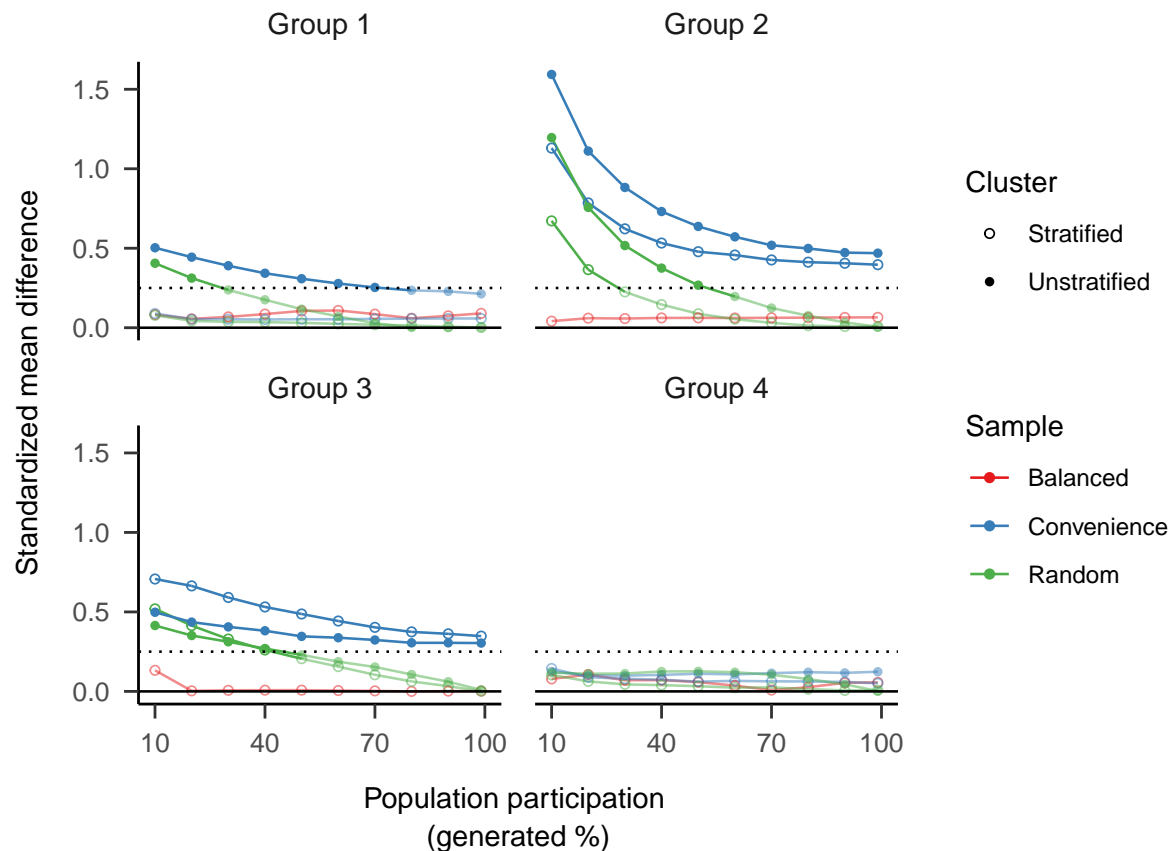 Group 1
Group 2
1.5
1.0
0.5
0.0
Group 3
Group 4
1.5
1.0
0.5
0.0
10
40
70
100
10
40
70
100
Standardized mean difference
Population participation
(generated %)
Cluster
Stratified
Unstratified
Sample
Balanced
Convenience
Random